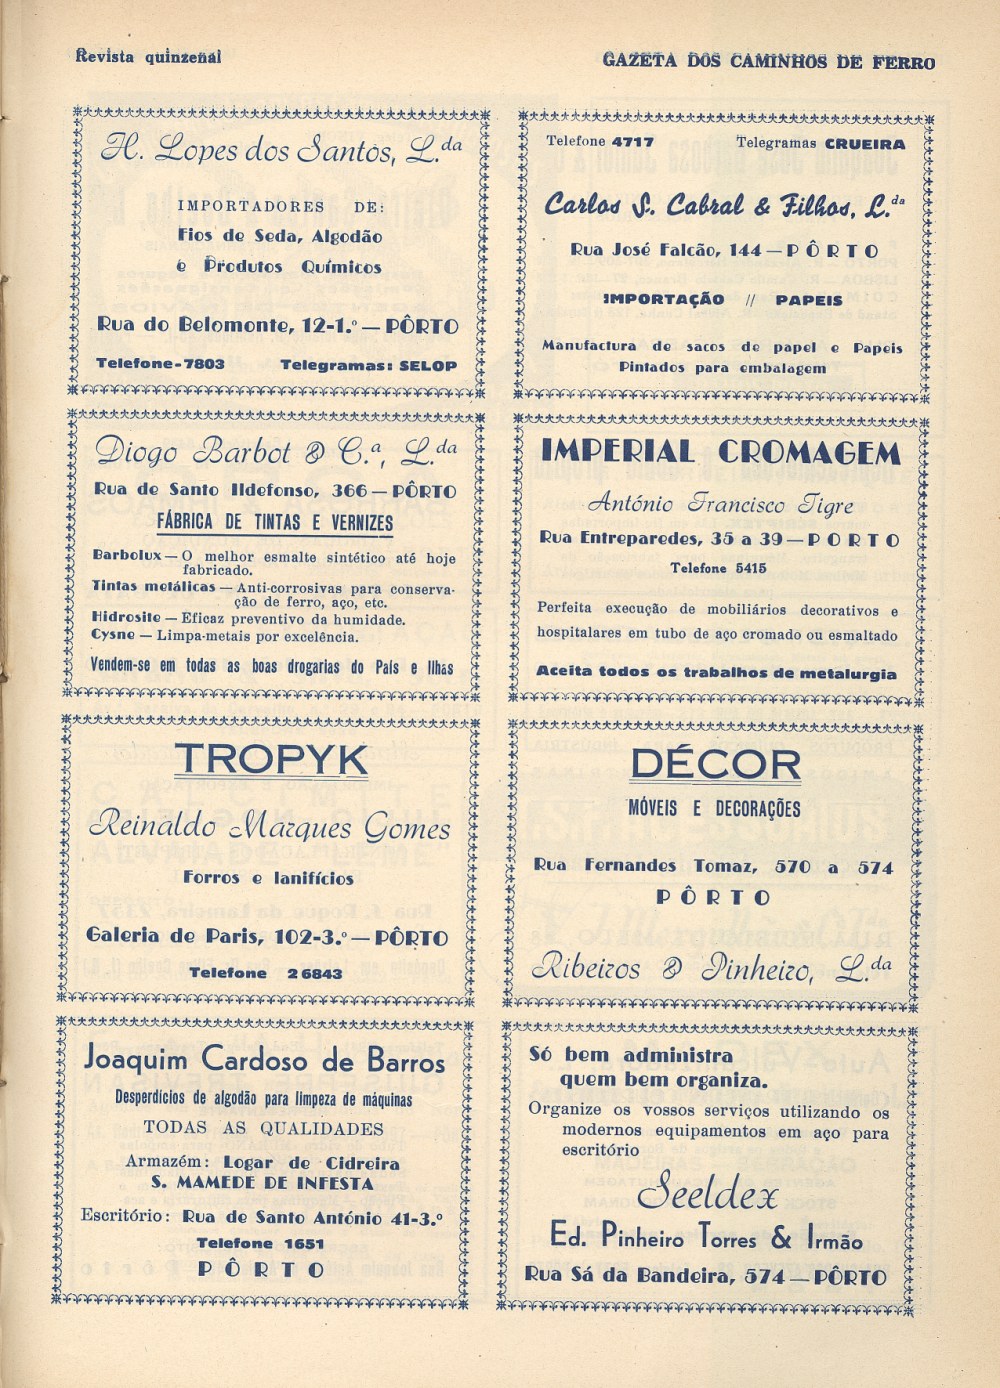 Revista quinzenal
GAZETA DOS CAMINHOS DE FERRO
H. Lopes dos Santos, L.da
IMPORTADORES DE:
Fios de Seda, Algodão
e Produtos Químicos
Rua do Belomonte, 12-1.º — PÔRTO
Telefone-7803 Telegramas: SELOP
Telefone 4717 Telegramas CRUEIRA
Carlos S. Cabral & Filhos, L.da
Rua José Falcão, 144 — PÔRTO
IMPORTAÇÃO // PAPEIS
Manufactura de sacos de papel e Papeis
Pintados para embalagem
Diogo Barbot & C.a, L.da
Rua de Santo Ildefonso, 366 — PÔRTO
FÁBRICA DE TINTAS E VERNIZES
Barbolux — O melhor esmalte sintético até hoje
fabricado.
Tintas metálicas — Anti-corrosivas para conserva-
ção de ferro, aço, etc.
Hidrosite — Eficaz preventivo da humidade.
Cysne — Limpa-metais por excelência.
Vendem-se em todas as boas drogarias do País e Ilhas
IMPERIAL CROMAGEM
António Francisco Tigre
Rua Entreparedes, 35 a 39 — PORTO
Telefone 5415
Perfeita execução de mobiliários decorativos e
hospitalares em tubo de aço cromado ou esmaltado
Aceita todos os trabalhos de metalurgia
TROPYK
Reinaldo Marques Gomes
Forros e lanifícios
Galeria de Paris, 102-3.º — PÔRTO
Telefone 26843
DÉCOR
MÓVEIS E DECORAÇÕES
Rua Fernandes Tomaz, 570 a 574
PÔRTO
Ribeiros & Pinheiro, L.da
Joaquim Cardoso de Barros
Desperdícios de algodão para limpeza de máquinas
TODAS AS QUALIDADES
Armazém: Logar de Cidreira
S. MAMEDE DE INFESTA
Escritório: Rua de Santo António 41-3.º
Telefone 1651
PÔRTO
Só bem administra
quem bem organiza.
Organize os vossos serviços utilizando os
modernos equipamentos em aço para
escritório
Seeldex
Ed. Pinheiro Torres & Irmão
Rua Sá da Bandeira, 574 — PÔRTO